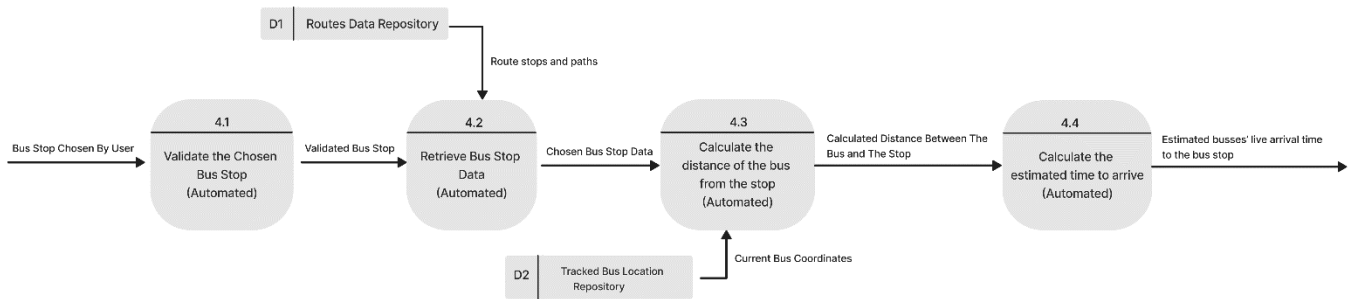 D1
Routes Data Repository
Route stops and paths
Bus Stop Chosen By User
4.1
Validate the Chosen
Bus Stop
(Automated)
Validated Bus Stop
4.2
Retrieve Bus Stop
Data
(Automated)
Chosen Bus Stop Data
4.3
Calculate the
distance of the bus
from the stop
(Automated)
Calculated Distance Between The
Bus and The Stop
4.4
Calculate the
estimated time to arrive
(Automated)
Estimated busses' live arrival time
to the bus stop
D2
Tracked Bus Location
Repository
Current Bus Coordinates